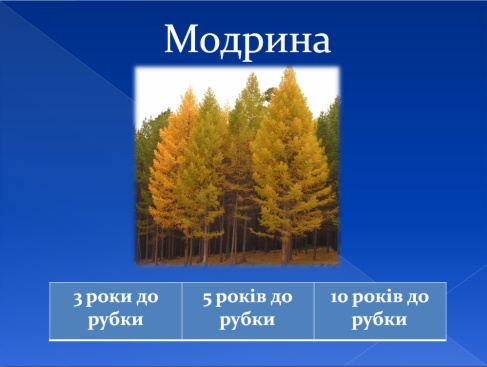 Модрина
3 роки до
рубки
5 років до
рубки
10 років до
рубки